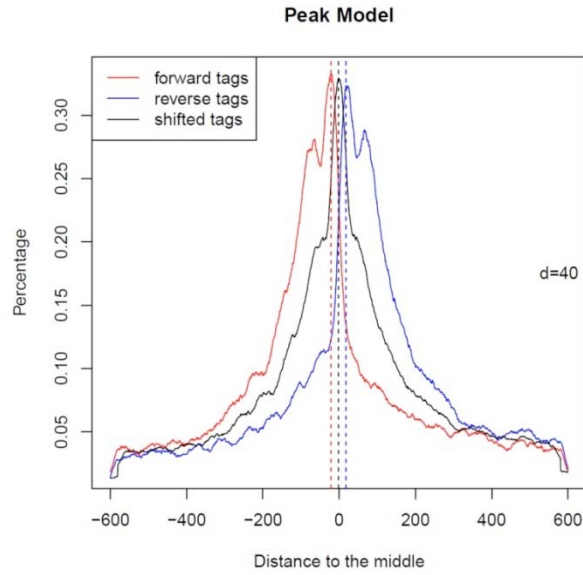 Peak Model
forward tags
reverse tags
shifted tags
0.30
0.25
0.20
0.15
0.10
0.05
Percentage
d=40
−600
−400
−200
0
200
400
600
Distance to the middle